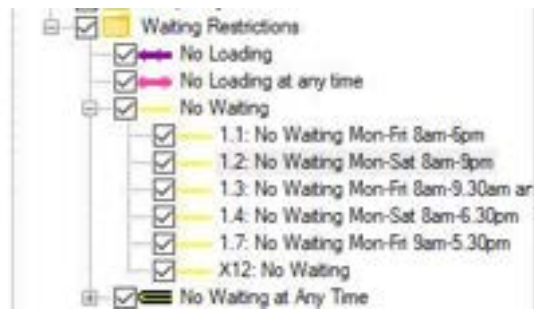 Waiting Restrictions
No Loading
No Loading at any time
No Waiting
1.1: No Waiting Mon-Fri 8am-6pm
1.2: No Waiting Mon-Sat 8am-9pm
1.3: No Waiting Mon-Fri 8am-9.30am ar
1.4: No Waiting Mon-Sat 8am-6.30pm
1.7: No Waiting Mon-Fri 9am-5.30pm
X12: No Waiting
No Waiting at Any Time